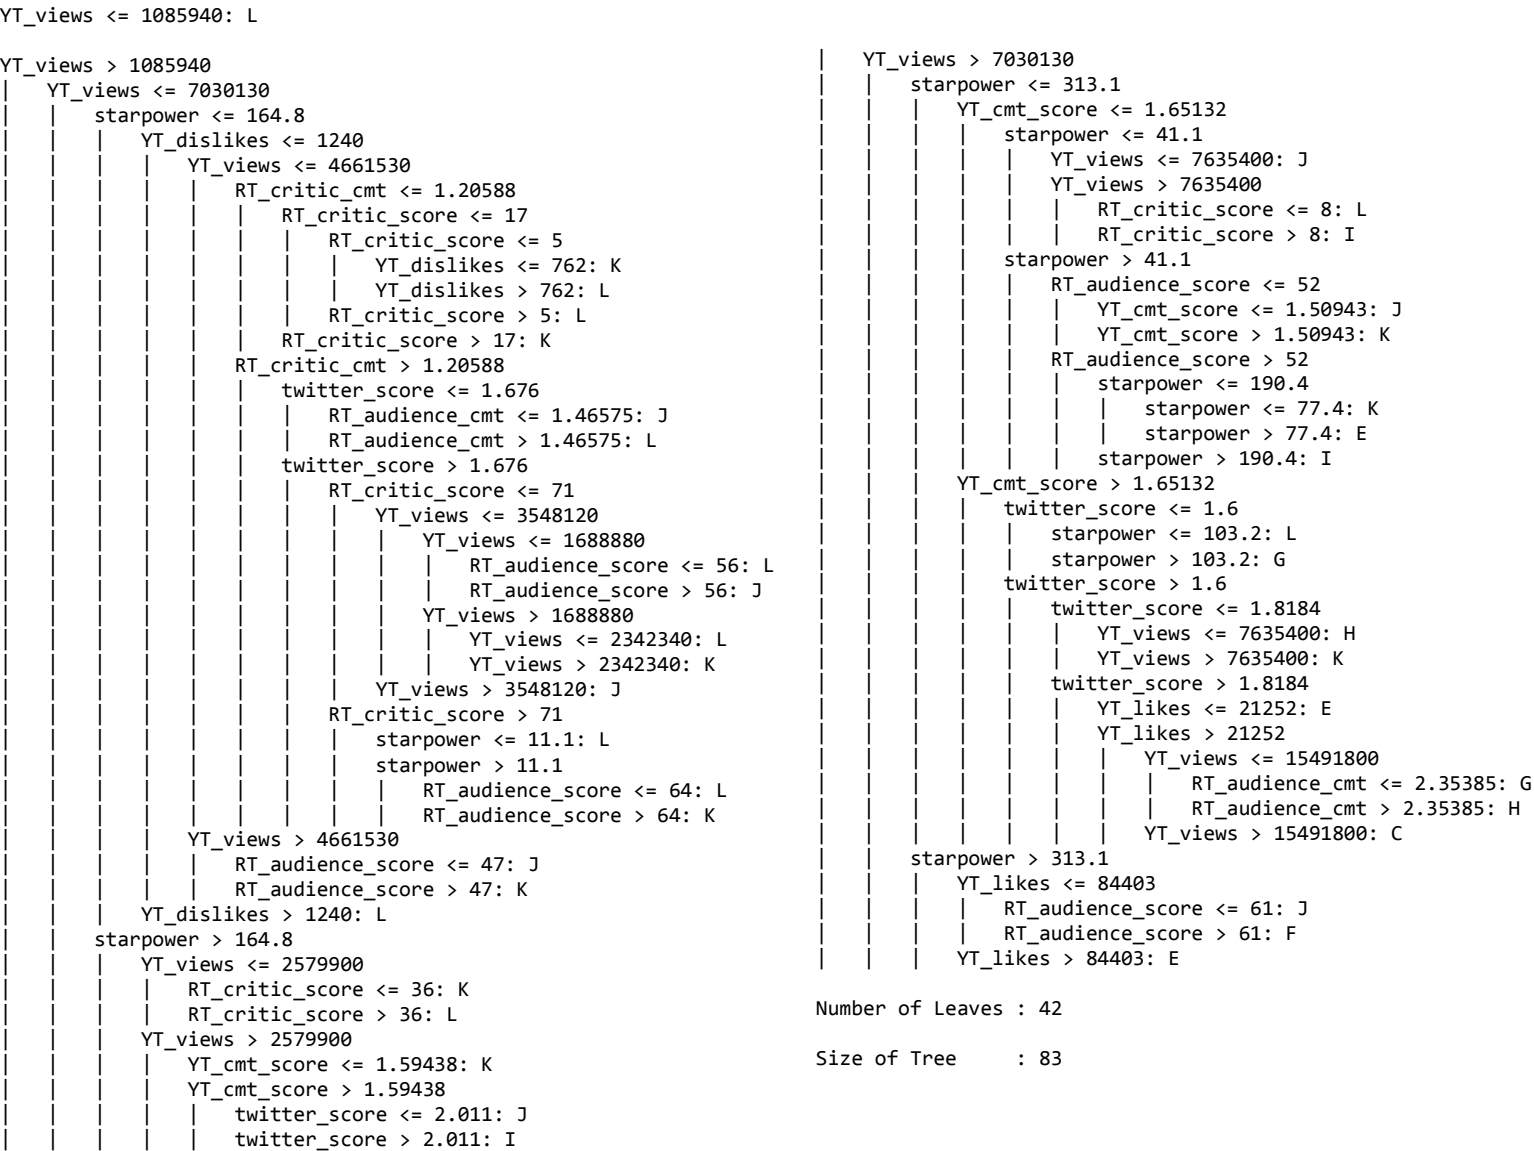 YT_views <= 1085940: L
YT_views > 1085940
|   YT_views <= 7030130
|   |   starpower <= 164.8
|   |   |   YT_dislikes <= 1240
|   |   |   |   YT_views <= 4661530
|   |   |   |   |   RT_critic_cmt <= 1.20588
|   |   |   |   |   |   RT_critic_score <= 17
|   |   |   |   |   |   |   RT_critic_score <= 5
|   |   |   |   |   |   |   |   YT_dislikes <= 762: K
|   |   |   |   |   |   |   |   YT_dislikes > 762: L
|   |   |   |   |   |   |   RT_critic_score > 5: L
|   |   |   |   |   |   RT_critic_score > 17: K
|   |   |   |   |   RT_critic_cmt > 1.20588
|   |   |   |   |   |   twitter_score <= 1.676
|   |   |   |   |   |   |   RT_audience_cmt <= 1.46575: J
|   |   |   |   |   |   |   RT_audience_cmt > 1.46575: L
|   |   |   |   |   |   twitter_score > 1.676
|   |   |   |   |   |   |   RT_critic_score <= 71
|   |   |   |   |   |   |   |   YT_views <= 3548120
|   |   |   |   |   |   |   |   |   YT_views <= 1688880
|   |   |   |   |   |   |   |   |   |   RT_audience_score <= 56: L
|   |   |   |   |   |   |   |   |   |   RT_audience_score > 56: J
|   |   |   |   |   |   |   |   |   YT_views > 1688880
|   |   |   |   |   |   |   |   |   |   YT_views <= 2342340: L
|   |   |   |   |   |   |   |   |   |   YT_views > 2342340: K
|   |   |   |   |   |   |   |   YT_views > 3548120: J
|   |   |   |   |   |   |   RT_critic_score > 71
|   |   |   |   |   |   |   |   starpower <= 11.1: L
|   |   |   |   |   |   |   |   starpower > 11.1
|   |   |   |   |   |   |   |   |   RT_audience_score <= 64: L
|   |   |   |   |   |   |   |   |   RT_audience_score > 64: K
|   |   |   |   YT_views > 4661530
|   |   |   |   |   RT_audience_score <= 47: J
|   |   |   |   |   RT_audience_score > 47: K
|   |   |   YT_dislikes > 1240: L
|   |   starpower > 164.8
|   |   |   YT_views <= 2579900
|   |   |   |   RT_critic_score <= 36: K
|   |   |   |   RT_critic_score > 36: L
|   |   |   YT_views > 2579900
|   |   |   |   YT_cmt_score <= 1.59438: K
|   |   |   |   YT_cmt_score > 1.59438
|   |   |   |   |   twitter_score <= 2.011: J
|   |   |   |   |   twitter_score > 2.011: I
|   YT_views > 7030130
|   |   starpower <= 313.1
|   |   |   YT_cmt_score <= 1.65132
|   |   |   |   starpower <= 41.1
|   |   |   |   |   YT_views <= 7635400: J
|   |   |   |   |   YT_views > 7635400
|   |   |   |   |   |   RT_critic_score <= 8: L
|   |   |   |   |   |   RT_critic_score > 8: I
|   |   |   |   starpower > 41.1
|   |   |   |   |   RT_audience_score <= 52
|   |   |   |   |   |   YT_cmt_score <= 1.50943: J
|   |   |   |   |   |   YT_cmt_score > 1.50943: K
|   |   |   |   |   RT_audience_score > 52
|   |   |   |   |   |   starpower <= 190.4
|   |   |   |   |   |   |   starpower <= 77.4: K
|   |   |   |   |   |   |   starpower > 77.4: E
|   |   |   |   |   |   starpower > 190.4: I
|   |   |   YT_cmt_score > 1.65132
|   |   |   |   twitter_score <= 1.6
|   |   |   |   |   starpower <= 103.2: L
|   |   |   |   |   starpower > 103.2: G
|   |   |   |   twitter_score > 1.6
|   |   |   |   |   twitter_score <= 1.8184
|   |   |   |   |   |   YT_views <= 7635400: H
|   |   |   |   |   |   YT_views > 7635400: K
|   |   |   |   |   twitter_score > 1.8184
|   |   |   |   |   |   YT_likes <= 21252: E
|   |   |   |   |   |   YT_likes > 21252
|   |   |   |   |   |   |   YT_views <= 15491800
|   |   |   |   |   |   |   |   RT_audience_cmt <= 2.35385: G
|   |   |   |   |   |   |   |   RT_audience_cmt > 2.35385: H
|   |   |   |   |   |   |   YT_views > 15491800: C
|   |   starpower > 313.1
|   |   |   YT_likes <= 84403
|   |   |   |   RT_audience_score <= 61: J
|   |   |   |   RT_audience_score > 61: F
|   |   |   YT_likes > 84403: E
Number of Leaves : 42
Size of Tree : 83